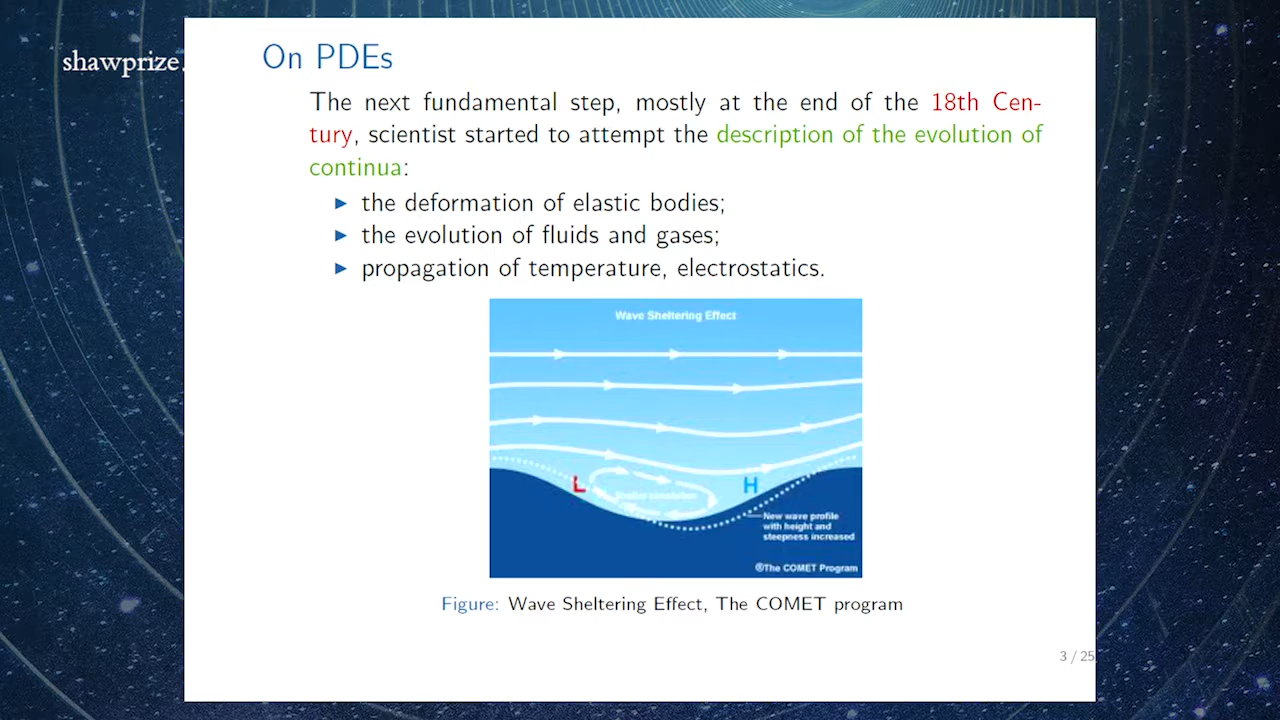 shawprize.
On PDEs
The next fundamental step, mostly at the end of the 18th Cen-
tury, scientist started to attempt the description of the evolution of
continua:
▶ the deformation of elastic bodies;
▶ the evolution of fluids and gases;
▶ propagation of temperature, electrostatics.
Wave Sheltering Effect
L
H
New wave profile
with height and
steepness increased
®The COMET Program
Figure: Wave Sheltering Effect, The COMET program
3 / 25